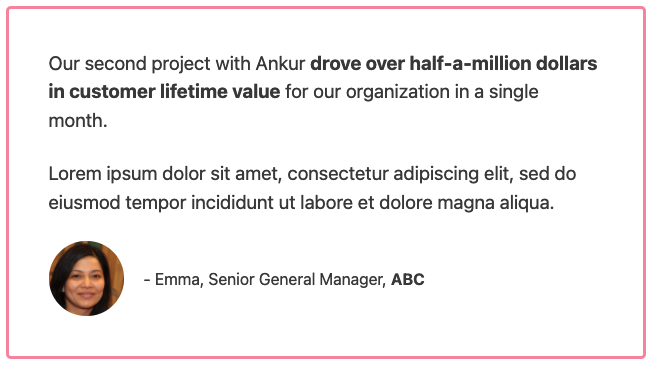 Our second project with Ankur drove over half-a-million dollars
in customer lifetime value for our organization in a single
month.
Lorem ipsum dolor sit amet, consectetur adipiscing elit, sed do
eiusmod tempor incididunt ut labore et dolore magna aliqua.
- Emma, Senior General Manager, ABC